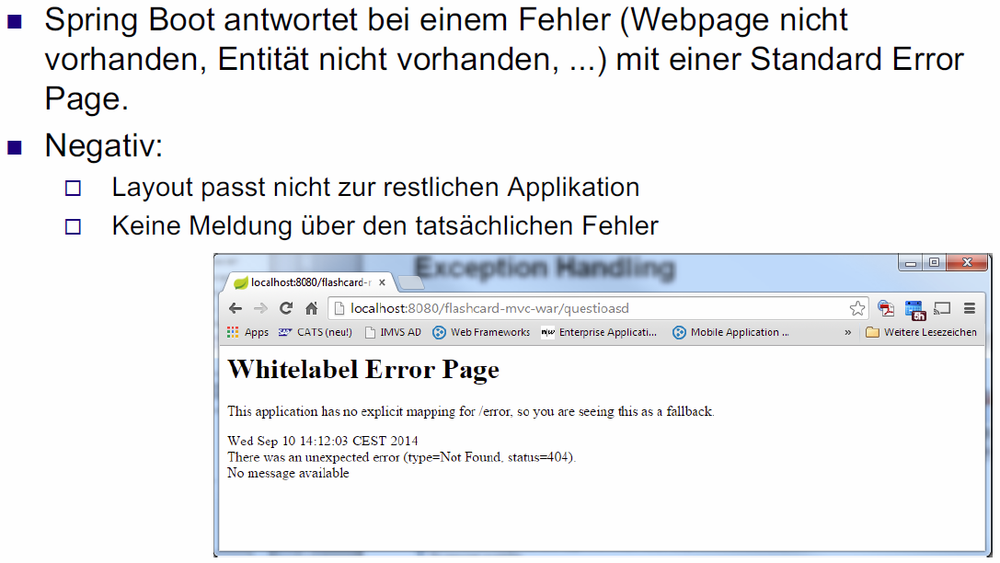 Spring Boot antwortet bei einem Fehler (Webpage nicht
vorhanden, Entität nicht vorhanden, ...) mit einer Standard Error
Page.
Negativ:
Layout passt nicht zur restlichen Applikation
Keine Meldung über den tatsächlichen Fehler
Exception Handling
localhost:8080/flashcard-r
localhost:8080/flashcard-mvc-war/questioasd
5h
Apps CATS (neu!) IMVS AD Web Frameworks n|w Enterprise Applicati... Mobile Application ... » Weitere Lesezeichen
Whitelabel Error Page
This application has no explicit mapping for /error, so you are seeing this as a fallback.
Wed Sep 10 14:12:03 CEST 2014
There was an unexpected error (type=Not Found, status=404).
No message available